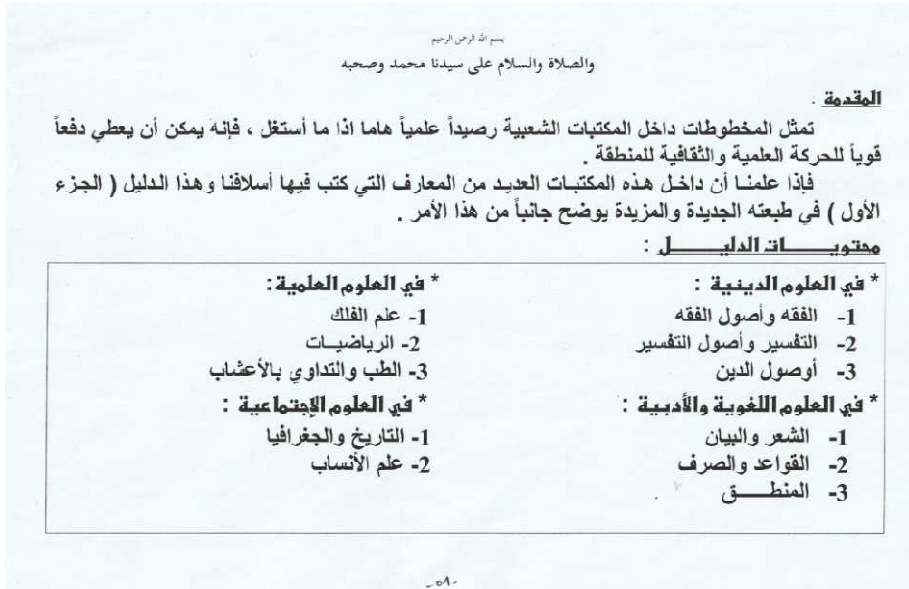 بسم الله الرحمن الرحيم
والصلاة والسلام على سيدنا محمد وصحبه
المقدمة .
تمثل المخطوطات داخل المكتبات الشعبية رصيداً علمياً هاما اذا ما أستغل ، فإنه يمكن أن يعطي دفعاً
قوياً للحركة العلمية والثقافية للمنطقة .
فإذا علمنا أن داخل هذه المكتبات العديد من المعارف التي كتب فيها أسلافنا وهذا الدليل ( الجزء
الأول ) في طبعته الجديدة والمزيدة يوضح جانباً من هذا الأمر .
محتويـــات الدليـــل :
* في العلوم الدينية :
1- الفقه وأصول الفقه
2- التفسير وأصول التفسير
3- أوصول الدين
* في العلوم اللغوية والأدبية :
1- الشعر والبيان
2- القواعد والصرف
3- المنطــق
* في العلوم العلمية:
1- علم الفلك
2- الرياضيـات
3- الطب والتداوي بالأعشاب
* في العلوم الإجتماعية :
1- التاريخ والجغرافيا
2- علم الأنساب
-٥٨-